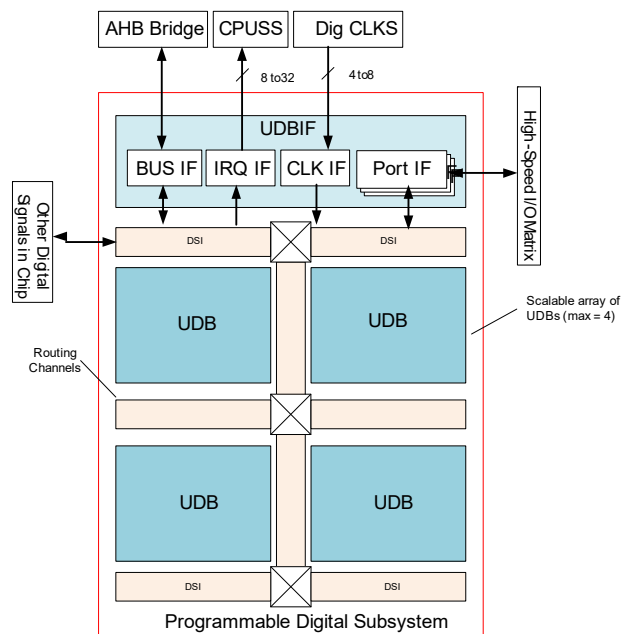 AHB Bridge
CPUSS
Dig CLKS
8 to32
4 to8
UDBIF
BUS IF
IRQ IF
CLK IF
Port IF
High-Speed I/O Matrix
Other Digital
Signals in Chip
DSI
DSI
UDB
UDB
Scalable array of
UDBs (max = 4)
Routing
Channels
UDB
UDB
DSI
DSI
Programmable Digital Subsystem